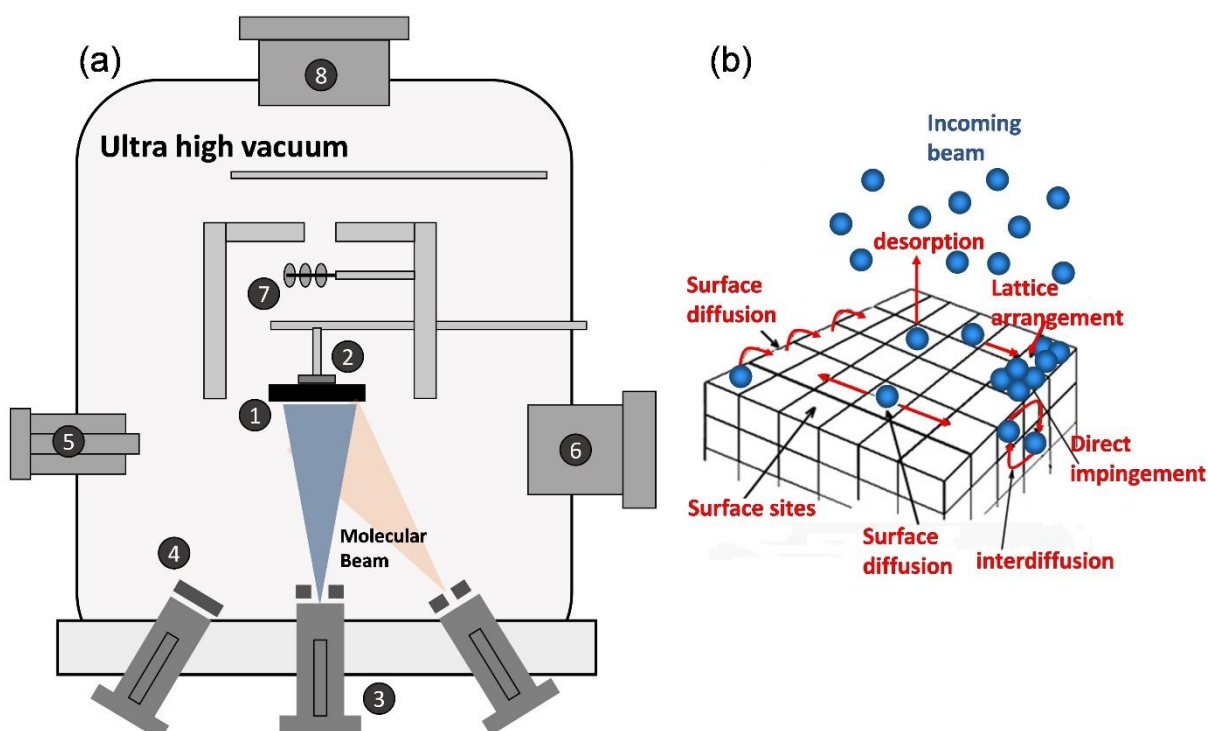 (a)
8
Ultra high vacuum
7
2
1
5
6
Molecular
Beam
4
3
(b)
Incoming
beam
desorption
Surface
diffusion
Lattice
arrangement
Direct
impingement
Surface sites
Surface
diffusion
interdiffusion